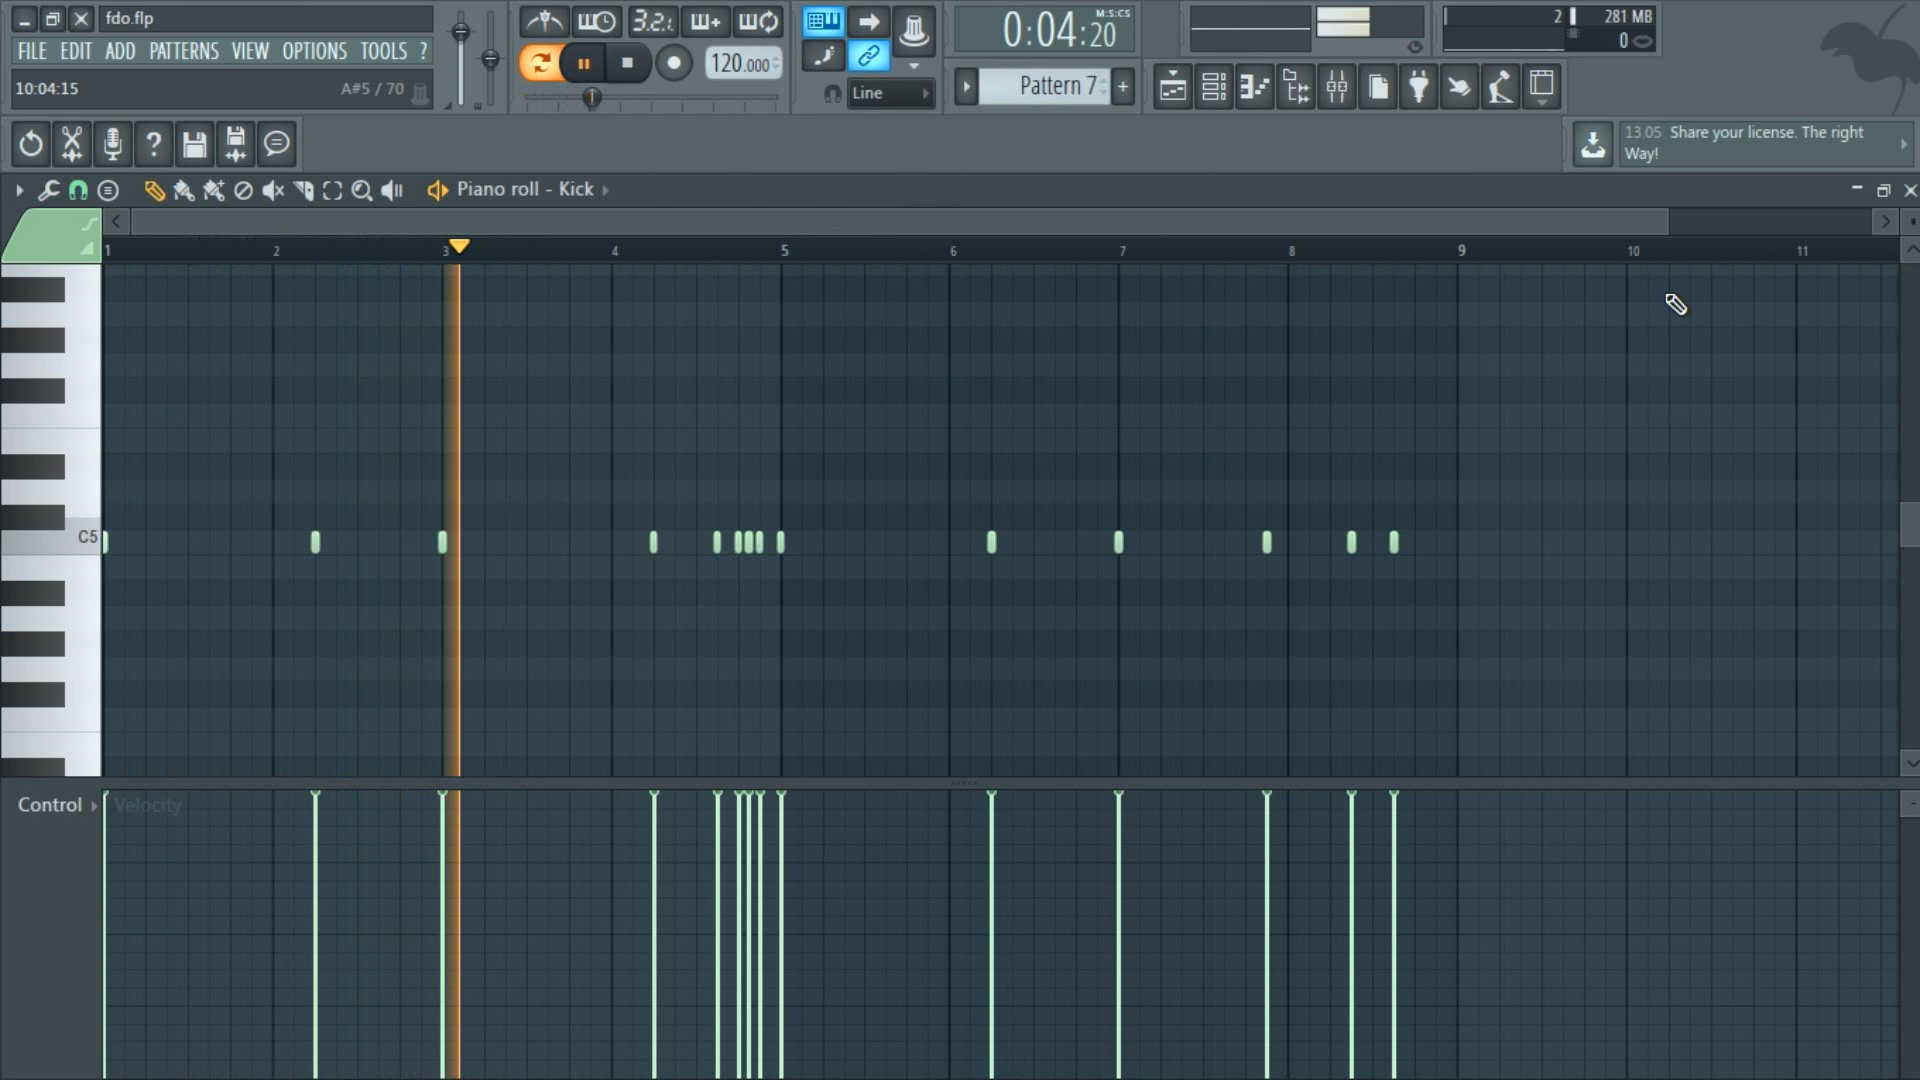 fdo.flp
FILE EDIT ADD PATTERNS VIEW OPTIONS TOOLS ?
10:04:15 A#5 / 70
3.2.
120.000
Line
0:04:20 M:S:CS
Pattern 7
+
2 281 MB
0
?
13.05 Share your license. The right
Way!
Piano roll - Kick
1 2 3 4 5 6 7 8 9 10 11
C5
Control Velocity